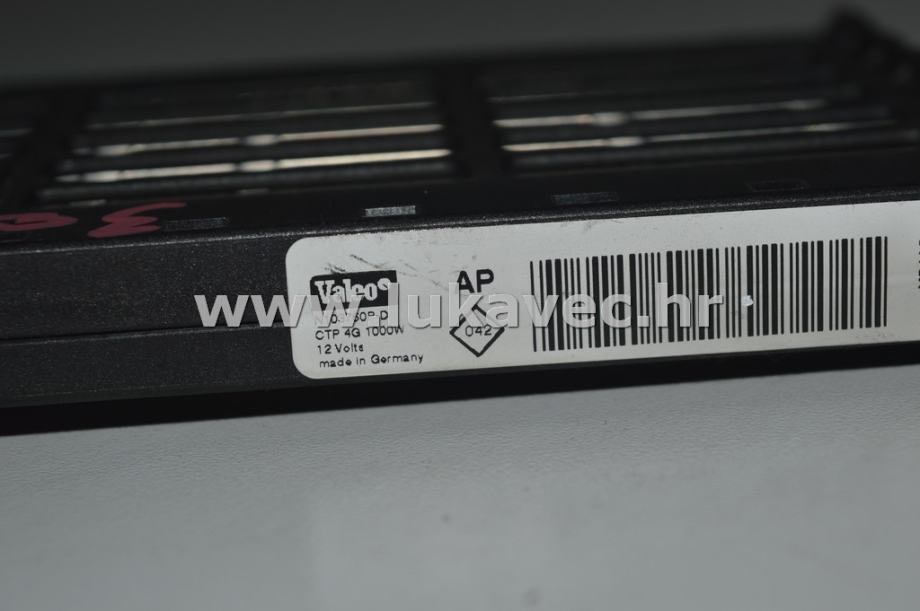 Valeo
CTP 4G 1000W
12 Volts
made in Germany
AP
K
042
www.lukavec.hr